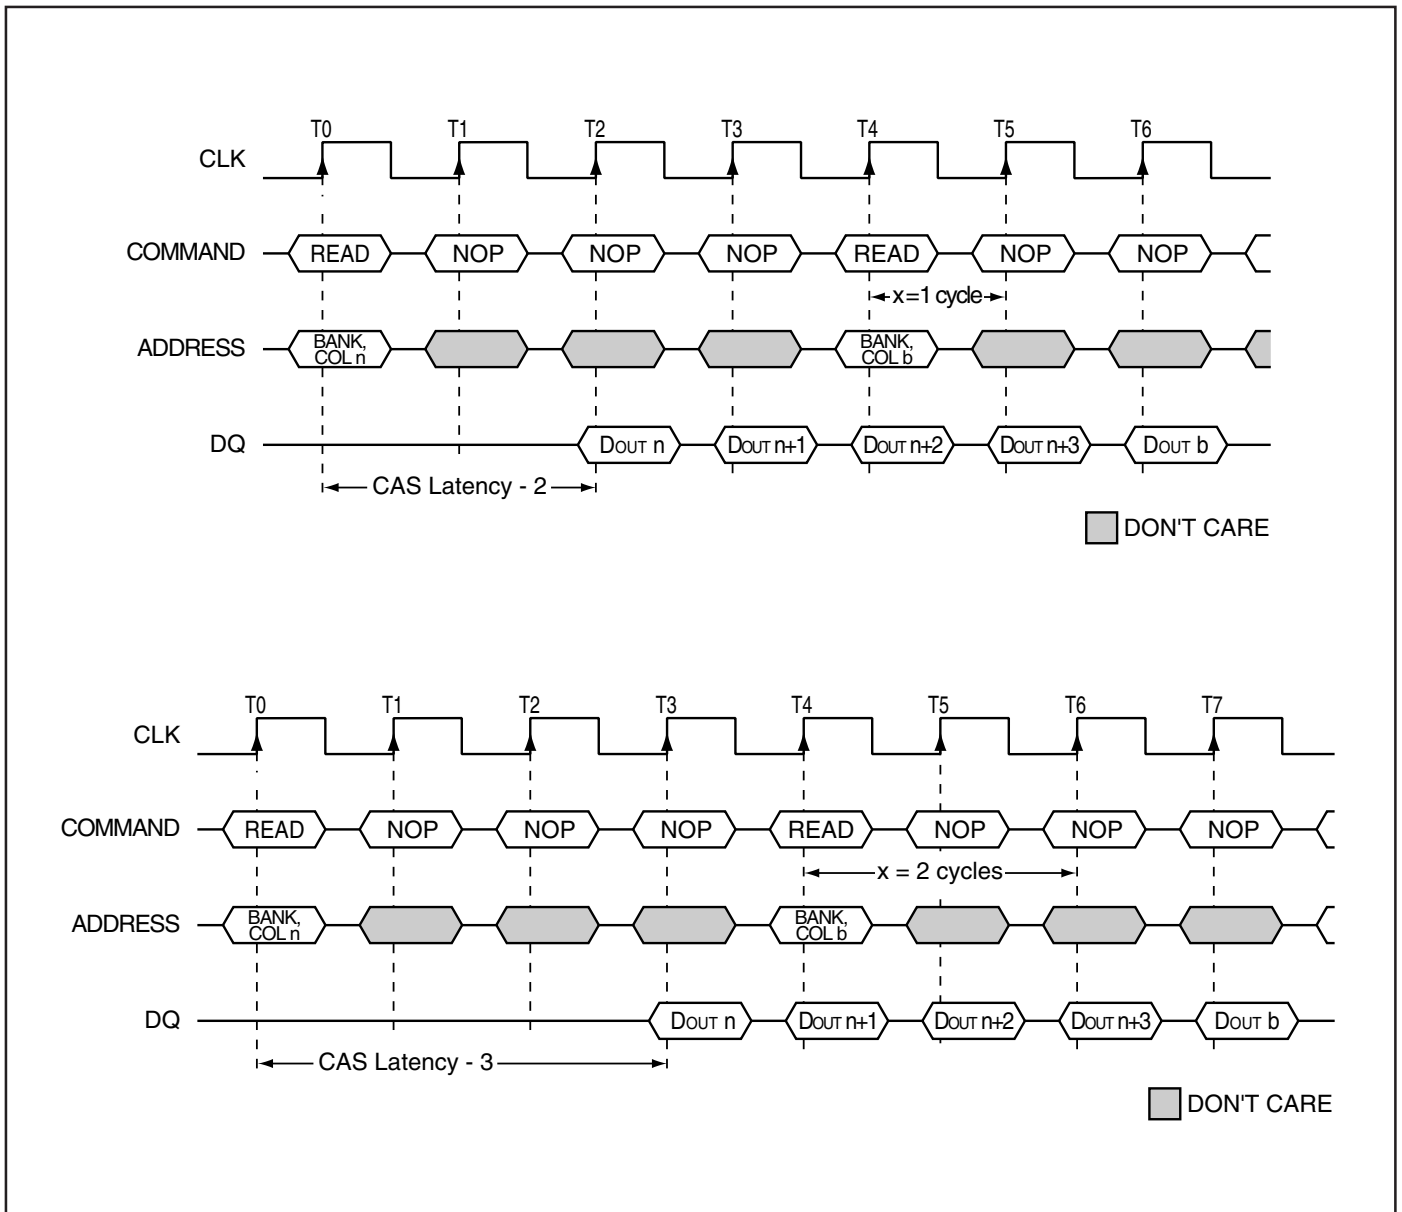 T0 T1 T2 T3 T4 T5 T6
CLK
COMMAND READ NOP NOP NOP READ NOP NOP
x=1 cycle
ADDRESS BANK, COL n BANK, COL b
DQ DOUT n DOUT n+1 DOUT n+2 DOUT n+3 DOUT b
CAS Latency - 2
DON'T CARE
T0 T1 T2 T3 T4 T5 T6 T7
CLK
COMMAND READ NOP NOP NOP READ NOP NOP NOP
x = 2 cycles
ADDRESS BANK, COL n BANK, COL b
DQ DOUT n DOUT n+1 DOUT n+2 DOUT n+3 DOUT b
CAS Latency - 3
DON'T CARE